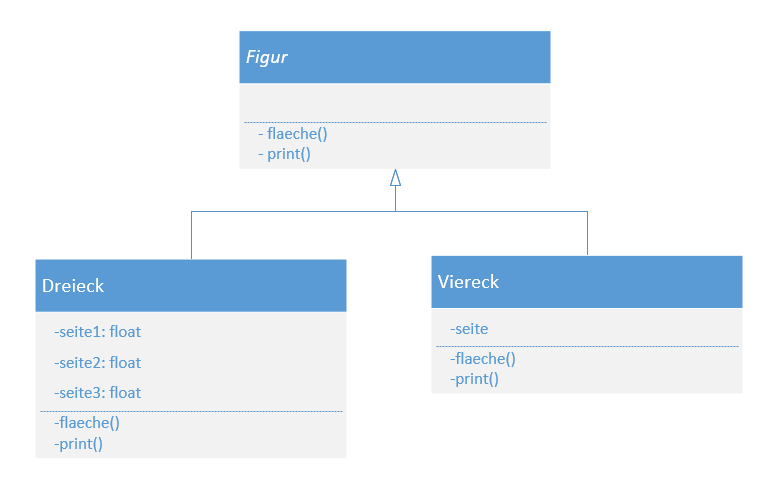 Figur
- flaeche()
- print()
Dreieck
-seite1: float
-seite2: float
-seite3: float
-flaeche()
-print()
Viereck
-seite
-flaeche()
-print()